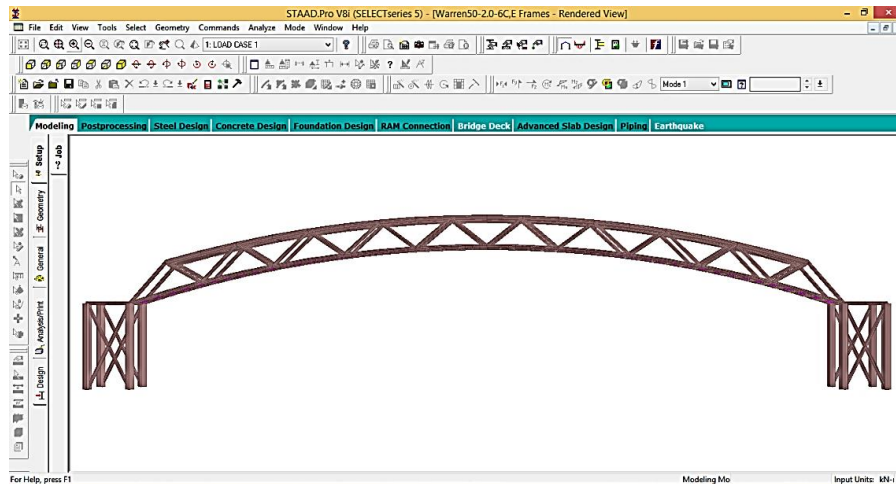 STAAD.Pro V8i (SELECTseries 5) - [Warren50-2.0-6C,E Frames - Rendered View]
File Edit View Tools Select Geometry Commands Analyze Mode Window Help
1: LOAD CASE 1
Mode 1
Modeling Postprocessing Steel Design Concrete Design Foundation Design RAM Connection Bridge Deck Advanced Slab Design Piping Earthquake
Setup
Geometry
General
Analysis/Print
Design
Job
For Help, press F1
Modeling Mo
Input Units: kN-